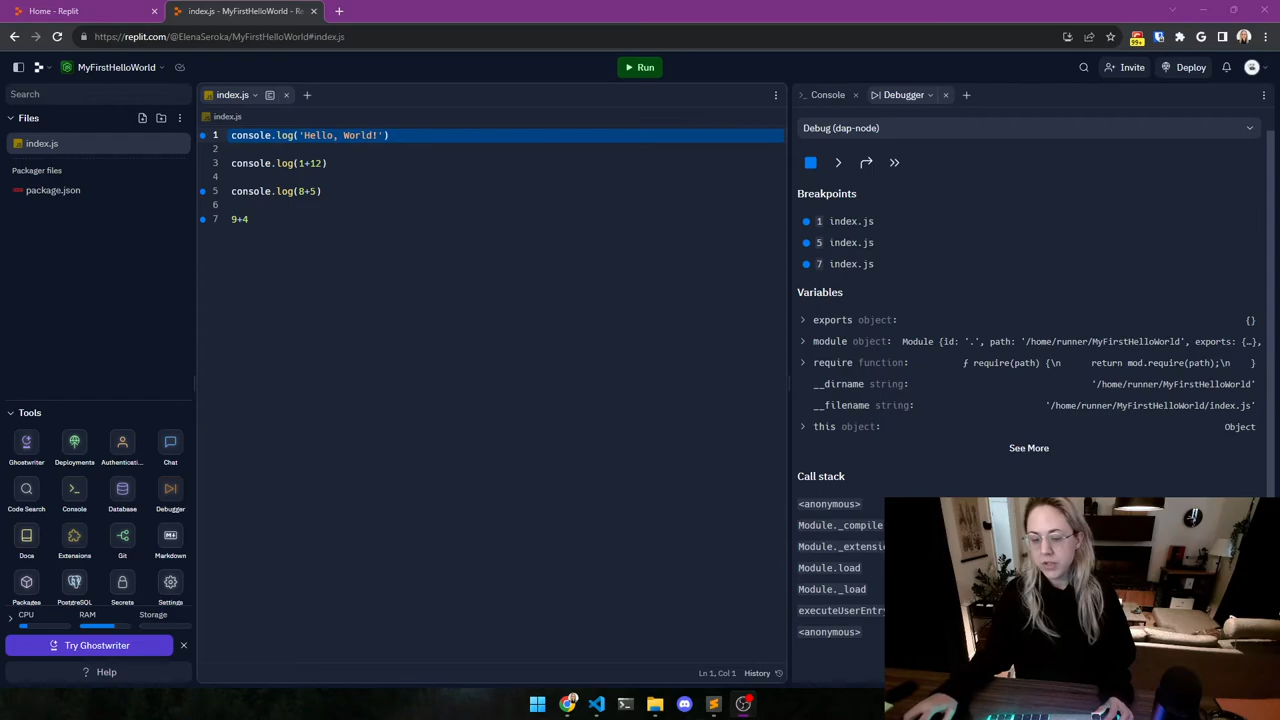 Home - Replit
index.js - MyFirstHelloWorld - Re
https://replit.com/@ElenaSeroka/MyFirstHelloWorld#index.js
99+
MyFirstHelloWorld
Run
Invite
Deploy
Search
Files
index.js
Packager files
package.json
Tools
Ghostwriter
Deployments
Authenticati...
Chat
Code Search
Console
Database
Debugger
Docs
Extensions
Git
Markdown
Packages
PostgreSQL
Secrets
Settings
CPU
RAM
Storage
Try Ghostwriter
? Help
index.js
index.js
1 console.log('Hello, World!')
2
3 console.log(1+12)
4
5 console.log(8+5)
6
7 9+4
Ln 1, Col 1
History
Console
Debugger
Debug (dap-node)
Breakpoints
1 index.js
5 index.js
7 index.js
Variables
exports object: {}
module object: Module {id: '.', path: '/home/runner/MyFirstHelloWorld', exports: {…},
require function: ƒ require(path) {\n return mod.require(path);\n }
__dirname string: '/home/runner/MyFirstHelloWorld'
__filename string: '/home/runner/MyFirstHelloWorld/index.js'
this object: Object
See More
Call stack
<anonymous>
Module._compile
Module._extensio
Module.load
Module._load
executeUserEntry
<anonymous>